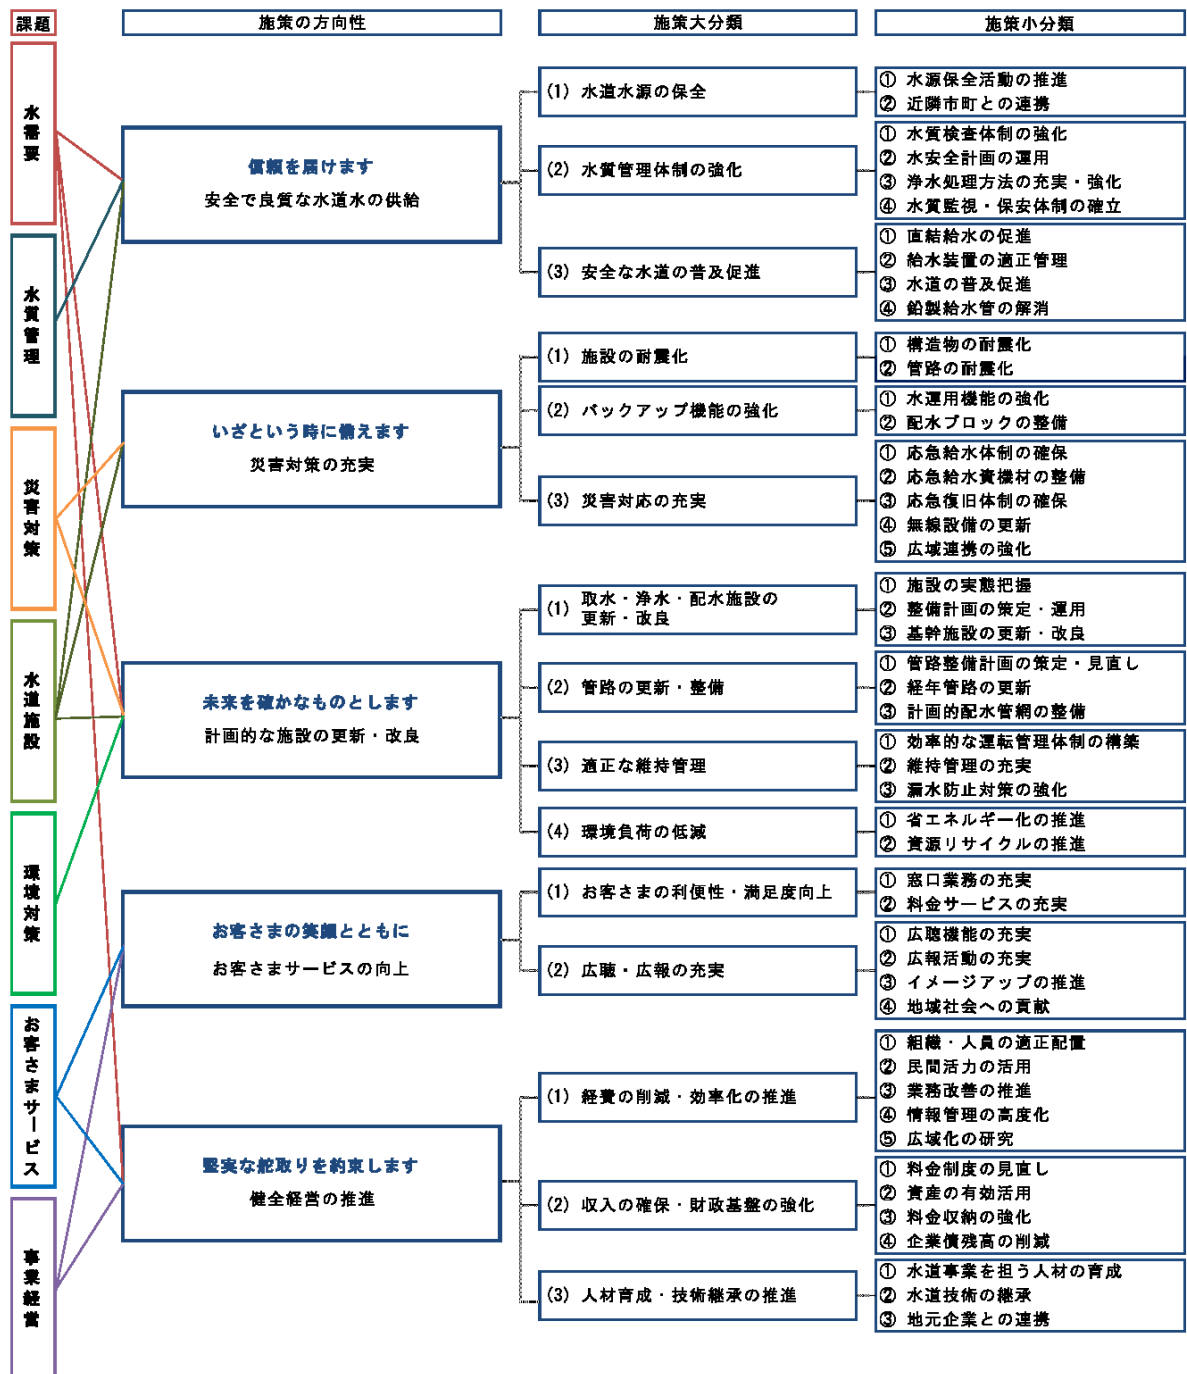 課題
施策の方向性
施策大分類
施策小分類
水需要
水質管理
災害対策
水道施設
環境対策
お客さまサービス
事業経営
信頼を届けます
安全で良質な水道水の供給
(1) 水道水源の保全
① 水源保全活動の推進
② 近隣市町との連携
(2) 水質管理体制の強化
① 水質検査体制の強化
② 水安全計画の運用
③ 浄水処理方法の充実・強化
④ 水質監視・保安体制の確立
(3) 安全な水道の普及促進
① 直結給水の促進
② 給水装置の適正管理
③ 水道の普及促進
④ 鉛製給水管の解消
いざという時に備えます
災害対策の充実
(1) 施設の耐震化
① 構造物の耐震化
② 管路の耐震化
(2) バックアップ機能の強化
① 水運用機能の強化
② 配水ブロックの整備
(3) 災害対応の充実
① 応急給水体制の確保
② 応急給水資機材の整備
③ 応急復旧体制の確保
④ 無線設備の更新
⑤ 広域連携の強化
未来を確かなものとします
計画的な施設の更新・改良
(1) 取水・浄水・配水施設の
更新・改良
① 施設の実態把握
② 整備計画の策定・運用
③ 基幹施設の更新・改良
(2) 管路の更新・整備
① 管路整備計画の策定・見直し
② 経年管路の更新
③ 計画的配水管網の整備
(3) 適正な維持管理
① 効率的な運転管理体制の構築
② 維持管理の充実
③ 漏水防止対策の強化
(4) 環境負荷の低減
① 省エネルギー化の推進
② 資源リサイクルの推進
お客さまの笑顔とともに
お客さまサービスの向上
(1) お客さまの利便性・満足度向上
① 窓口業務の充実
② 料金サービスの充実
(2) 広聴・広報の充実
① 広聴機能の充実
② 広報活動の充実
③ イメージアップの推進
④ 地域社会への貢献
堅実な舵取りを約束します
健全経営の推進
(1) 経費の削減・効率化の推進
① 組織・人員の適正配置
② 民間活力の活用
③ 業務改善の推進
④ 情報管理の高度化
⑤ 広域化の研究
(2) 収入の確保・財政基盤の強化
① 料金制度の見直し
② 資産の有効活用
③ 料金収納の強化
④ 企業債残高の削減
(3) 人材育成・技術継承の推進
① 水道事業を担う人材の育成
② 水道技術の継承
③ 地元企業との連携